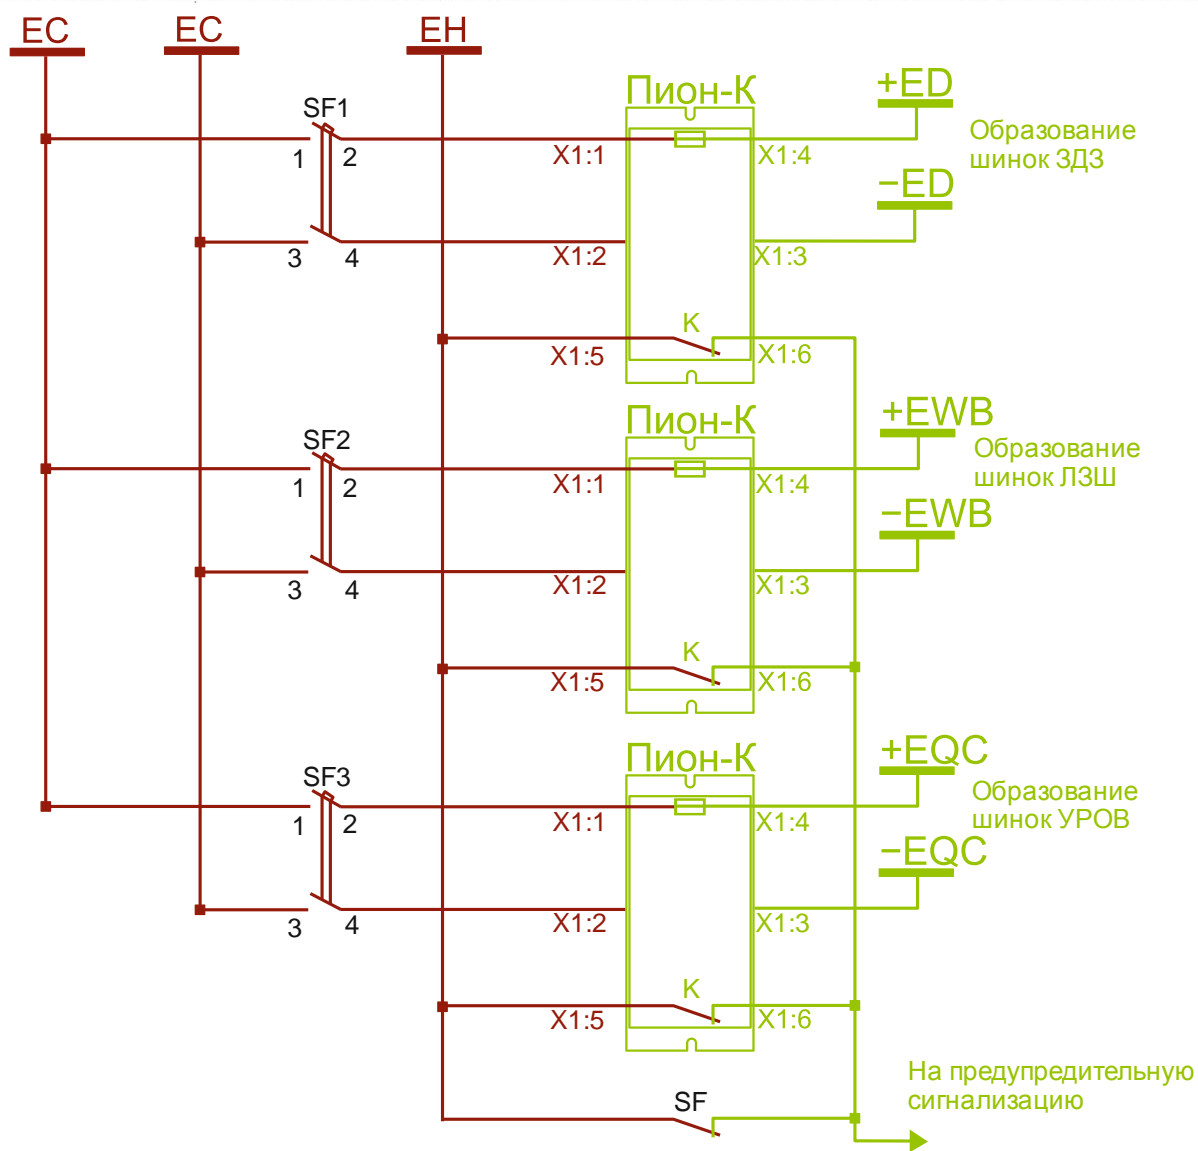 EC
EC
EH
SF1
1
2
3
4
X1:1
X1:2
X1:5
Пион-К
K
X1:4
X1:3
X1:6
+ED
−ED
Образование
шинок ЗДЗ
SF2
1
2
3
4
X1:1
X1:2
X1:5
Пион-К
K
X1:4
X1:3
X1:6
+EWB
−EWB
Образование
шинок ЛЗШ
SF3
1
2
3
4
X1:1
X1:2
X1:5
Пион-К
K
X1:4
X1:3
X1:6
+EQC
−EQC
Образование
шинок УРОВ
SF
На предупредительную
сигнализацию